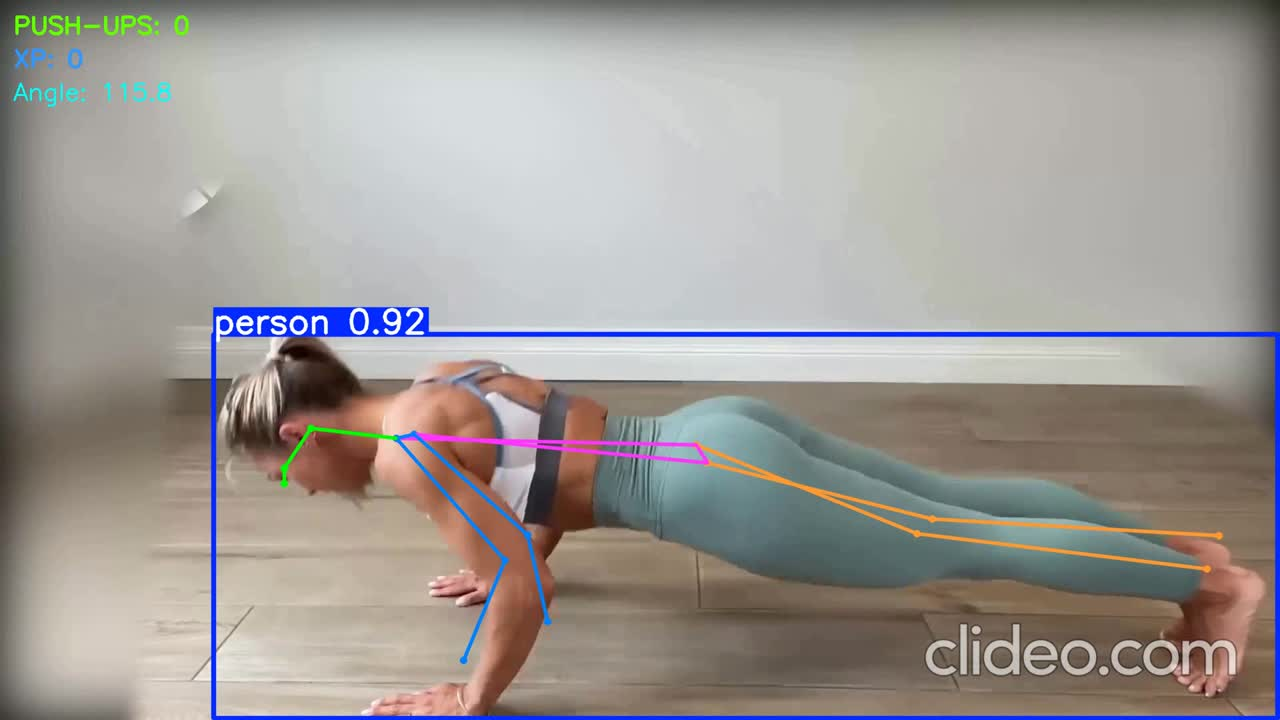 PUSH-UPS: 0
XP: 0
Angle: 115.8
person 0.92
clideo.com